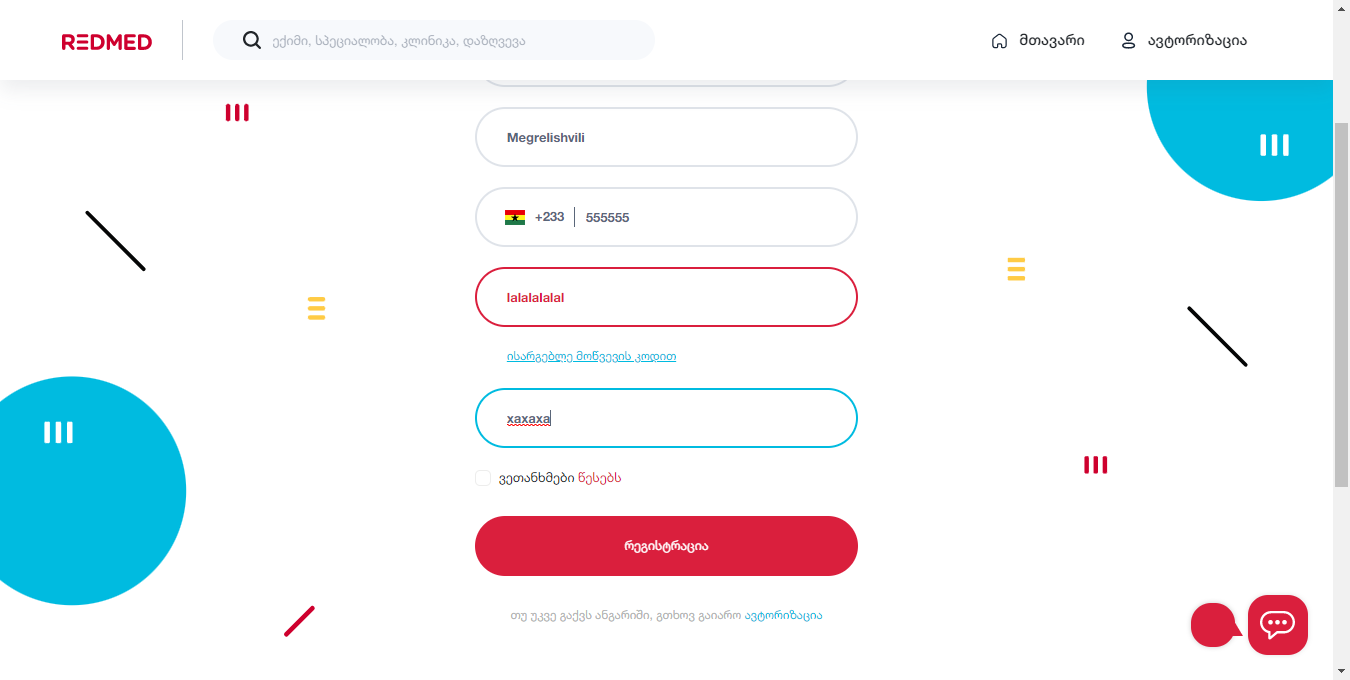 REDMED
ექიმი, სპეციალობა, კლინიკა, დაზღვევა
მთავარი
ავტორიზაცია
Megrelishvili
+233 555555
lalalalalal
ისარგებლე მოწვევის კოდით
xaxaxa
ვეთანხმები წესებს
რეგისტრაცია
თუ უკვე გაქვს ანგარიში, გთხოვ გაიარო ავტორიზაცია